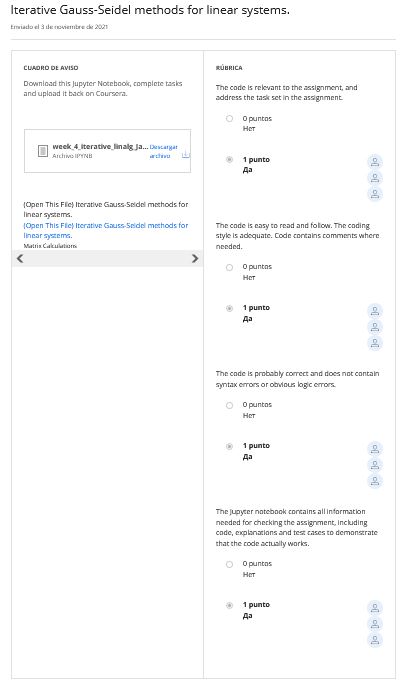 Iterative Gauss-Seidel methods for linear systems.
Enviado el 3 de noviembre de 2021
CUADRO DE AVISO
Download this Jupyter Notebook, complete tasks
and upload it back on Coursera.
week_4_iterative_linalg_Ja... Descargar
Archivo IPYNB archivo
(Open This File) Iterative Gauss-Seidel methods for
linear systems.
(Open This File) Iterative Gauss-Seidel methods for
linear systems.
Matrix Calculations
RÚBRICA
The code is relevant to the assignment, and
address the task set in the assignment.
0 puntos
Нет
1 punto
Да
The code is easy to read and follow. The coding
style is adequate. Code contains comments where
needed.
0 puntos
Нет
1 punto
Да
The code is probably correct and does not contain
syntax errors or obvious logic errors.
0 puntos
Нет
1 punto
Да
The Jupyter notebook contains all information
needed for checking the assignment, including
code, explanations and test cases to demonstrate
that the code actually works.
0 puntos
Нет
1 punto
Да